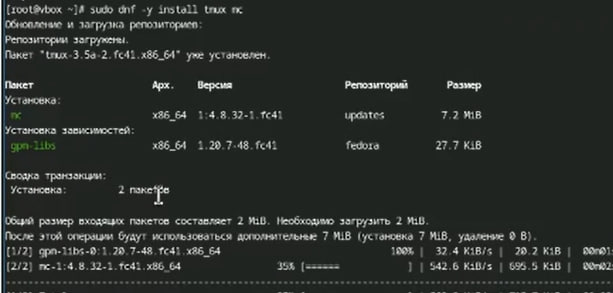 [root@vbox ~]# sudo dnf -y install tmux mc
Обновление и загрузка репозиториев:
Репозитории загружены.
Пакет "tmux-3.5a-2.fc41.x86_64" уже установлен.
Пакет Арх. Версия Репозиторий Размер
Установка:
mc x86_64 1:4.8.32-1.fc41 updates 7.2 MiB
Установка зависимостей:
gpm-libs x86_64 1.20.7-48.fc41 fedora 27.7 KiB
Сводка транзакции:
Установка: 2 пакетов
Общий размер входящих пакетов составляет 2 MiB. Необходимо загрузить 2 MiB.
После этой операции будут использоваться дополнительные 7 MiB (установка 7 MiB, удаление 0 B).
[1/2] gpm-libs-0:1.20.7-48.fc41.x86_64 100% | 32.4 KiB/s | 20.2 KiB | 00m01
[2/2] mc-1:4.8.32-1.fc41.x86_64 35% [====== ] | 542.6 KiB/s | 695.5 KiB | 00m02